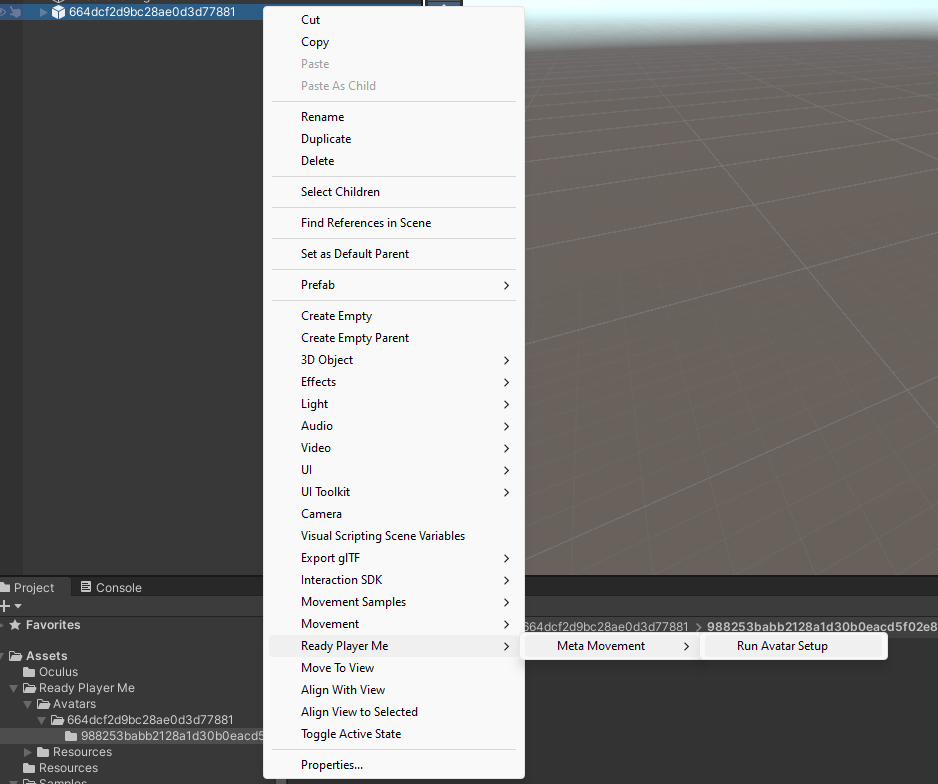 664dcf2d9bc28ae0d3d77881
Cut
Copy
Paste
Paste As Child
Rename
Duplicate
Delete
Select Children
Find References in Scene
Set as Default Parent
Prefab
Create Empty
Create Empty Parent
3D Object
Effects
Light
Audio
Video
UI
UI Toolkit
Camera
Visual Scripting Scene Variables
Export glTF
Interaction SDK
Movement Samples
Movement
Ready Player Me
Move To View
Align With View
Align View to Selected
Toggle Active State
Properties...
Meta Movement
Run Avatar Setup
Project
Console
664dcf2d9bc28ae0d3d77881 > 988253babb2128a1d30b0eacd5f02e8
Favorites
Assets
Oculus
Ready Player Me
Avatars
664dcf2d9bc28ae0d3d77881
988253babb2128a1d30b0eacd5
Resources
Resources
Samples